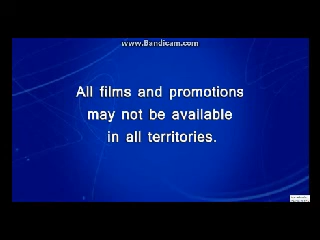 www.Bandicam.com
All films and promotions
may not be available
in all territories.